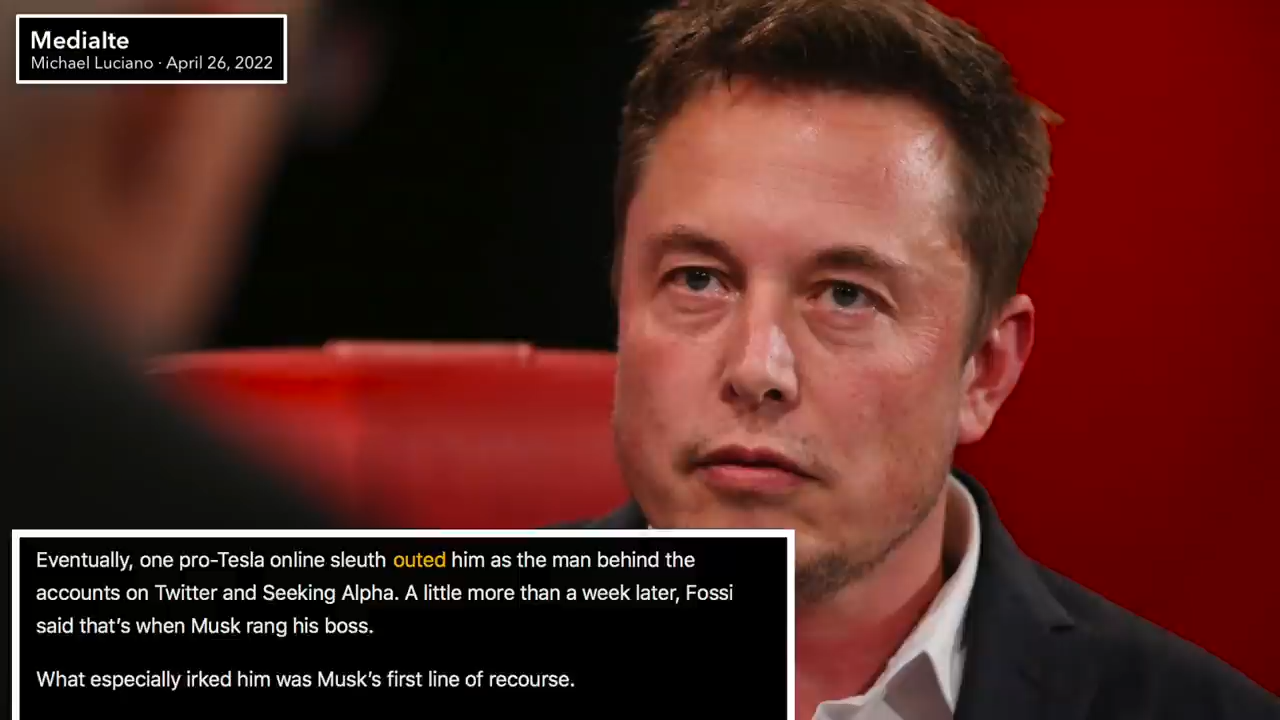 Medialte
Michael Luciano · April 26, 2022
Eventually, one pro-Tesla online sleuth outed him as the man behind the
accounts on Twitter and Seeking Alpha. A little more than a week later, Fossi
said that’s when Musk rang his boss.
What especially irked him was Musk’s first line of recourse.